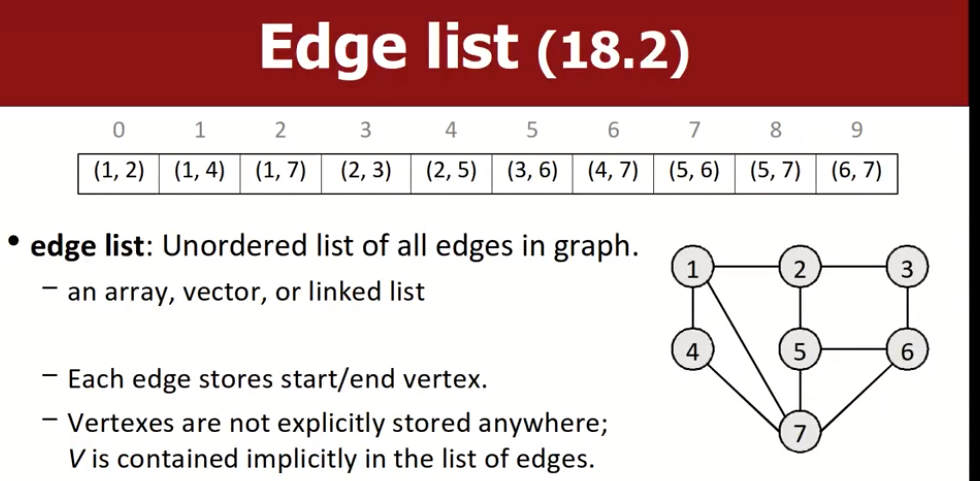 Edge list (18.2)
0 1 2 3 4 5 6 7 8 9
(1, 2) (1, 4) (1, 7) (2, 3) (2, 5) (3, 6) (4, 7) (5, 6) (5, 7) (6, 7)
• edge list: Unordered list of all edges in graph.
– an array, vector, or linked list
– Each edge stores start/end vertex.
– Vertexes are not explicitly stored anywhere;
V is contained implicitly in the list of edges.
1 2 3
4 5 6
7